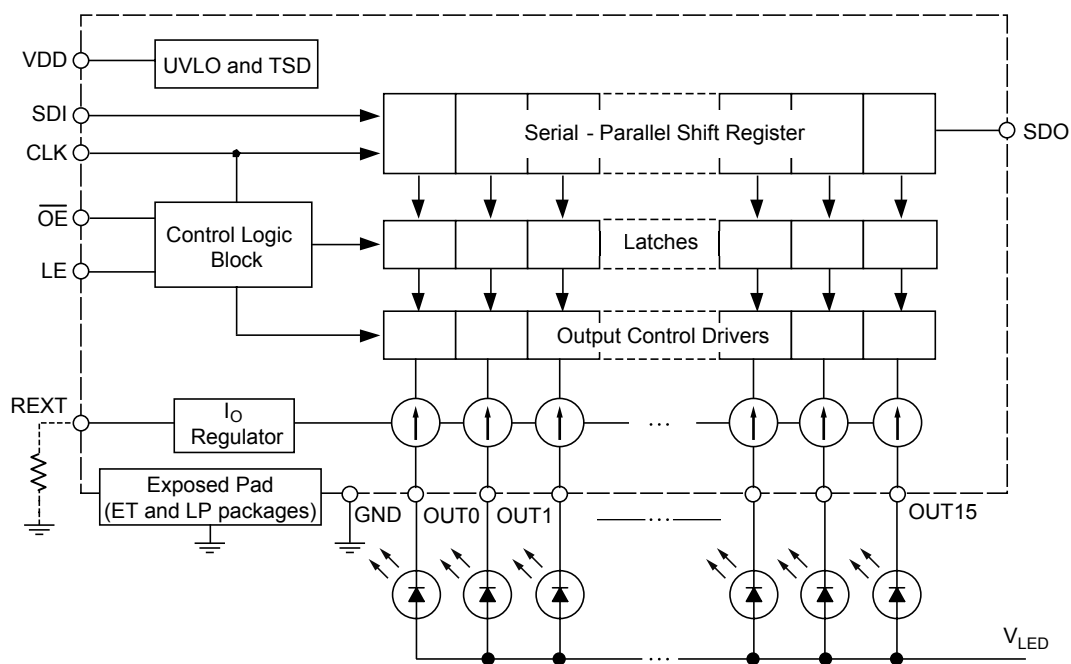 VDD
UVLO and TSD
SDI
Serial - Parallel Shift Register
SDO
CLK
OE
Control Logic
Block
Latches
LE
Output Control Drivers
REXT
IO
Regulator
...
Exposed Pad
(ET and LP packages)
GND
OUT0
OUT1
...
OUT15
VLED
...